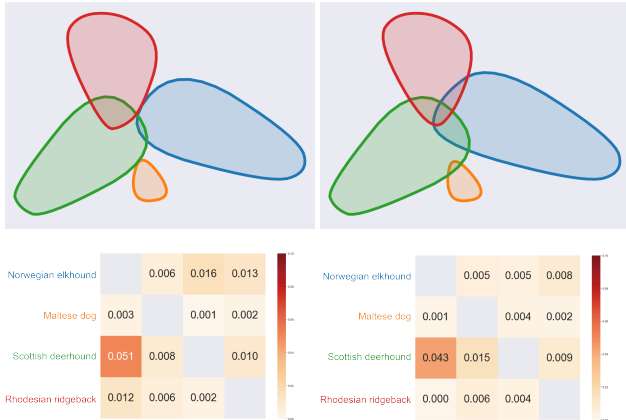 Norwegian elkhound 0.006 0.016 0.013
Maltese dog 0.003 0.001 0.002
Scottish deerhound 0.051 0.008 0.010
Rhodesian ridgeback 0.012 0.006 0.002
Norwegian elkhound 0.005 0.005 0.008
Maltese dog 0.001 0.004 0.002
Scottish deerhound 0.043 0.015 0.009
Rhodesian ridgeback 0.000 0.006 0.004